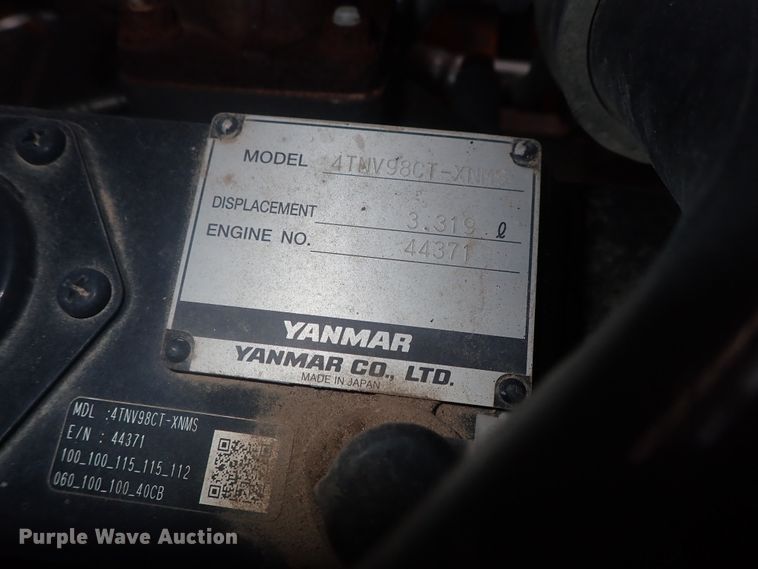 MODEL 4TNV98CT-XNMS
DISPLACEMENT 3.319 ℓ
ENGINE NO. 44371
YANMAR
YANMAR CO., LTD.
MADE IN JAPAN
MDL :4TNV98CT-XNMS
E/N : 44371
100_100_115_115_112
060_100_100_40CB
Purple Wave Auction®